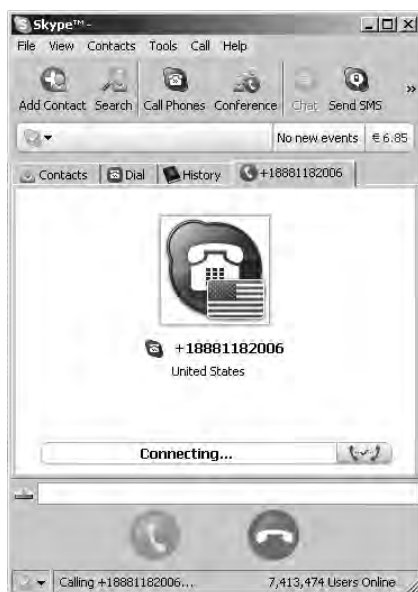 Skype™ -
File View Contacts Tools Call Help
Add Contact Search Call Phones Conference Chat Send SMS »
No new events € 6.85
Contacts Dial History +18881182006
+18881182006
United States
Connecting...
Calling +18881182006... 7,413,474 Users Online